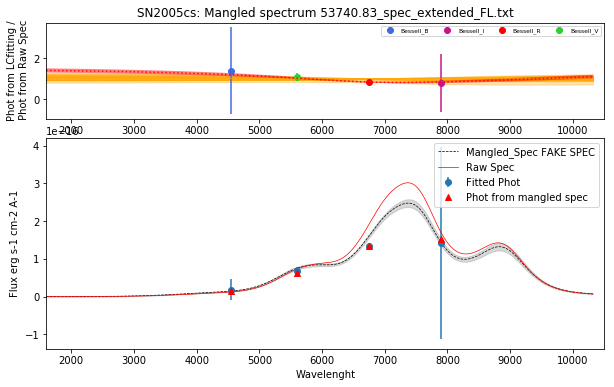 SN2005cs: Mangled spectrum 53740.83_spec_extended_FL.txt
Phot from LCfitting /
Phot from Raw Spec
2
0
Bessell_B
Bessell_I
Bessell_R
Bessell_V
2000 3000 4000 5000 6000 7000 8000 9000 10000
1e−16
Flux erg s-1 cm-2 A-1
4
3
2
1
0
−1
Mangled_Spec FAKE SPEC
Raw Spec
Fitted Phot
Phot from mangled spec
2000 3000 4000 5000 6000 7000 8000 9000 10000
Wavelenght